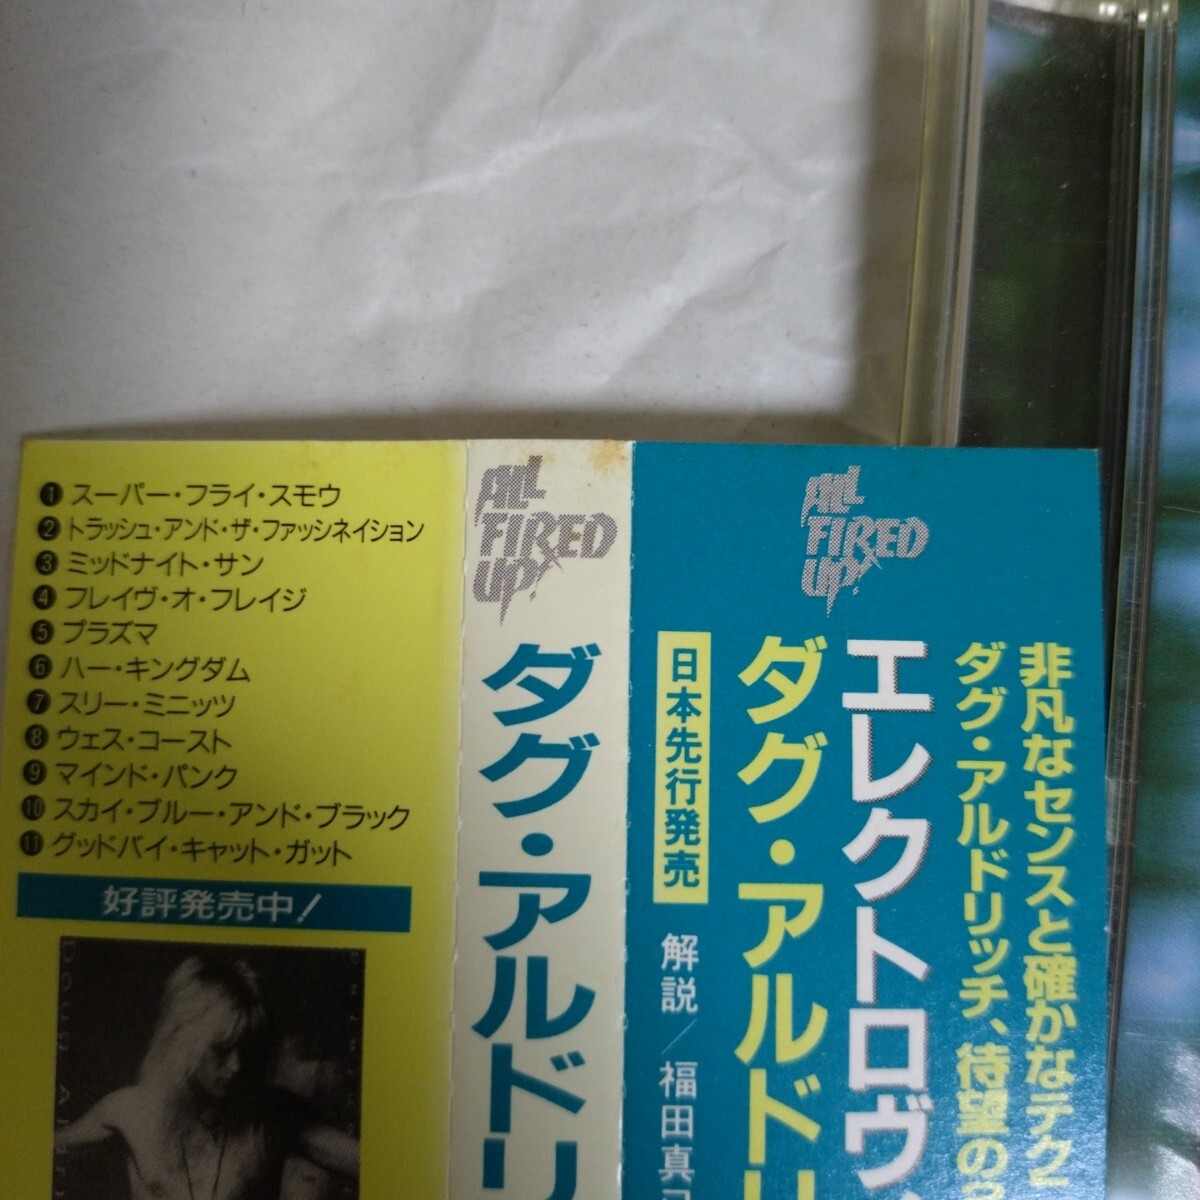 ❶スーパー・フライ・スモウ
❷トラッシュ・アンド・ザ・ファッシネイション
❸ミッドナイト・サン
❹フレイヴ・オ・フレイジ
❺プラズマ
❻ハー・キングダム
❼スリー・ミニッツ
❽ウェス・コースト
❾マインド・パンク
❿スカイ・ブルー・アンド・ブラック
⓫グッドバイ・キャット・ガット
好評発売中!
ALL
FIRED
UP!
ダグ・アルドリ
ALL
FIRED
UP!
非凡なセンスと確かなテク
ダグ・アルドリッチ、待望の
エレクトロヴ
ダグ・アルドリ
日本先行発売
解説/福田真